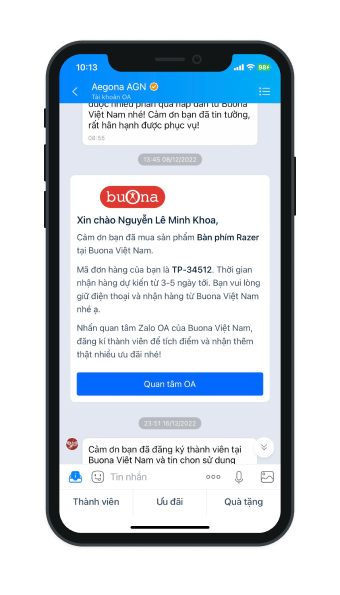 10:13
98+
Aegona AGN
Tài khoản OA
được nhiều phần quà hấp dẫn từ Buona
Việt Nam nhé! Cảm ơn bạn đã tin tưởng,
rất hân hạnh được phục vụ!
08:55
13:45 08/12/2022
buona
Xin chào Nguyễn Lê Minh Khoa,
Cảm ơn bạn đã mua sản phẩm Bàn phím Razer
tại Buona Việt Nam.
Mã đơn hàng của bạn là TP-34512. Thời gian
nhận hàng dự kiến từ 3-5 ngày tới. Bạn vui lòng
giữ điện thoại và nhận hàng từ Buona Việt Nam
nhé ạ.
Nhấn quan tâm Zalo OA của Buona Việt Nam,
đăng kí thành viên để tích điểm và nhận thêm
thật nhiều ưu đãi nhé!
Quan tâm OA
23:51 16/12/2022
Cảm ơn bạn đã đăng ký thành viên tại
Buona Việt Nam và tin chọn sử dụng
Tin nhắn
Thành viên
Ưu đãi
Quà tặng